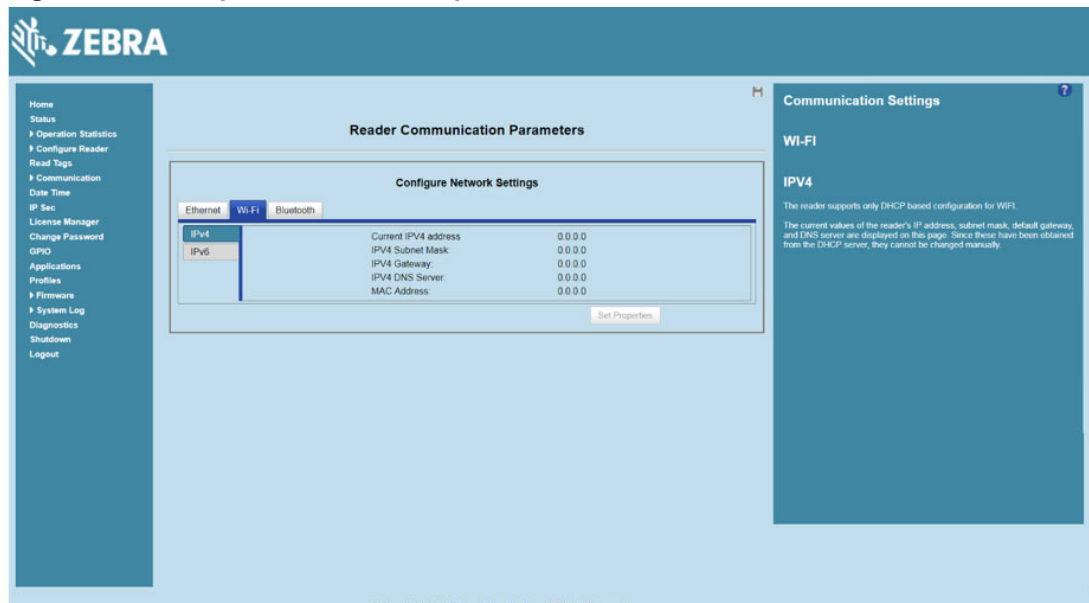 ZEBRA
Home
Status
Operation Statistics
Configure Reader
Read Tags
Communication
Date Time
IP Sec
License Manager
Change Password
GPIO
Applications
Profiles
Firmware
System Log
Diagnostics
Shutdown
Logout
Reader Communication Parameters
Configure Network Settings
Ethernet Wi-Fi Bluetooth
IPv4
IPv6
Current IPV4 address 0.0.0.0
IPV4 Subnet Mask: 0.0.0.0
IPV4 Gateway: 0.0.0.0
IPV4 DNS Server: 0.0.0.0
MAC Address: 0.0.0.0
Set Properties
?
Communication Settings
WI-FI
IPV4
The reader supports only DHCP based configuration for WIFI.
The current values of the reader's IP address, subnet mask, default gateway,
and DNS server are displayed on this page. Since these have been obtained
from the DHCP server, they cannot be changed manually.